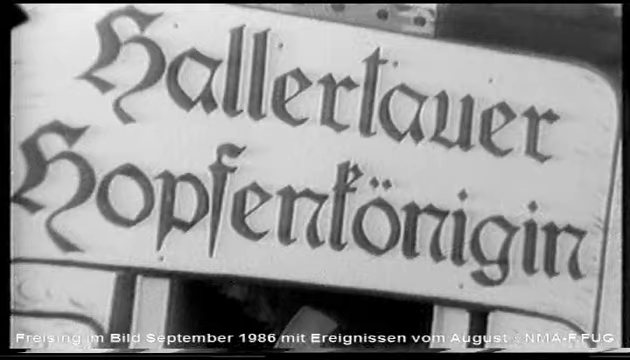 Hallertauer
Hopfenkönigin
Freising im Bild September 1986 mit Ereignissen vom August ©NMA-F,FUG